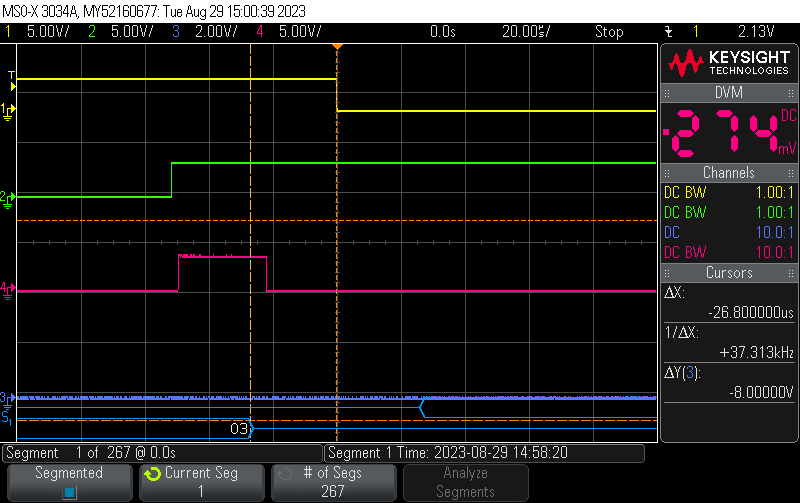 MSO-X 3034A, MY52160677: Tue Aug 29 15:00:39 2023
1 5.00V/ 2 5.00V/ 3 2.00V/ 4 5.00V/ 0.0s 20.00s/ Stop 1 2.13V
KEYSIGHT
TECHNOLOGIES
DVM
DC
-274
mV
Channels
DC BW 1.00:1
DC BW 1.00:1
DC 10.0:1
DC BW 10.0:1
Cursors
ΔX:
-26.800000us
1/ΔX:
+37.313kHz
ΔY(3):
-8.00000V
T
1
2
4
3
S1
03
Segment 1 of 267 @ 0.0s
Segment 1 Time: 2023-08-29 14:58:20
Segmented
Current Seg
1
# of Segs
267
Analyze
Segments